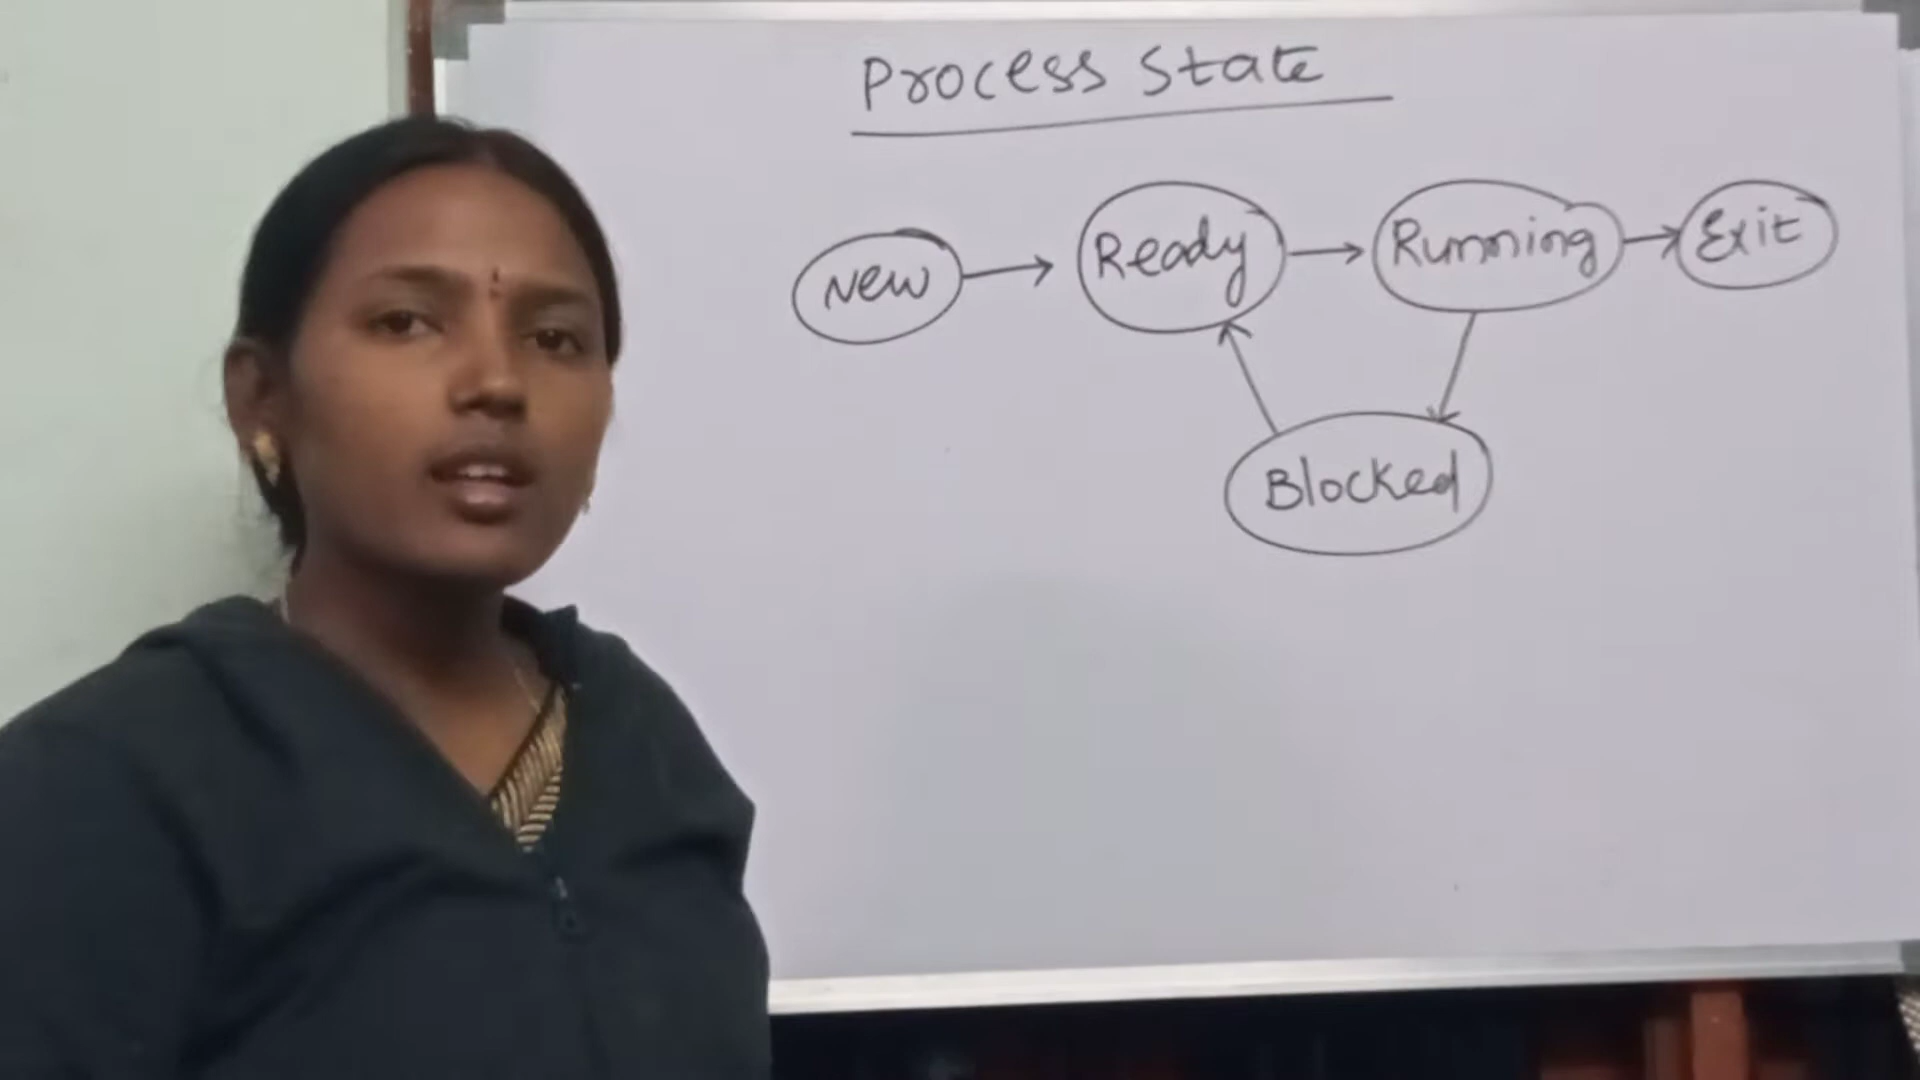 Process State
New
Ready
Running
Exit
Blocked